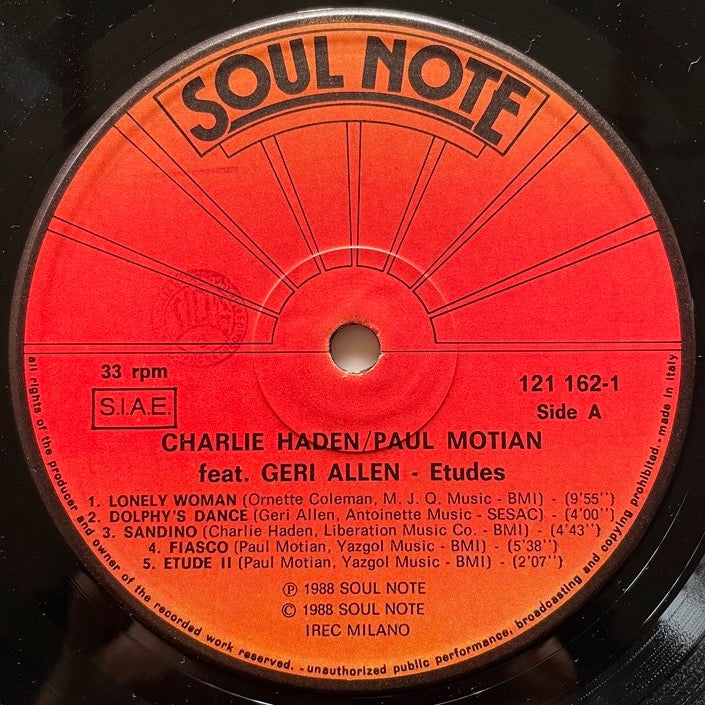 SOUL NOTE
33 rpm
S.I.A.E.
121 162-1
Side A
CHARLIE HADEN/PAUL MOTIAN
feat. GERI ALLEN - Etudes
1. LONELY WOMAN (Ornette Coleman, M. J. Q. Music - BMI) - (9'55'')
2. DOLPHY'S DANCE (Geri Allen, Antoinette Music - SESAC) - (4'00'')
3. SANDINO (Charlie Haden, Liberation Music Co. - BMI) - (4'43'')
4. FIASCO (Paul Motian, Yazgol Music - BMI) - (5'38'')
5. ETUDE II (Paul Motian, Yazgol Music - BMI) - (2'07'')
℗ 1988 SOUL NOTE
© 1988 SOUL NOTE
IREC MILANO
all rights of the producer and owner of the recorded work reserved. - unauthorized public performance, broadcasting and copying prohibited. - made in Italy